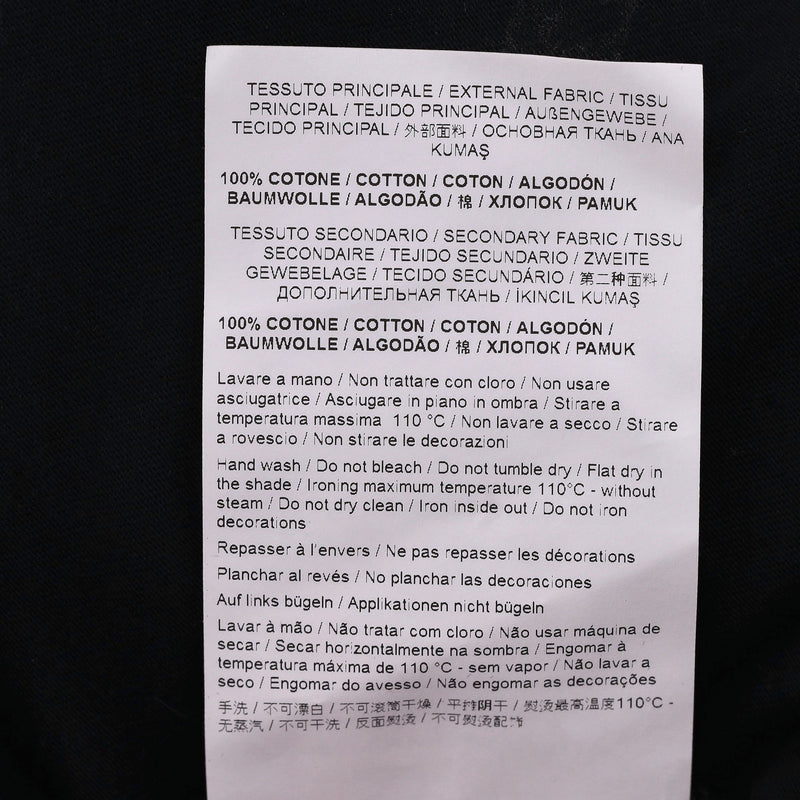 TESSUTO PRINCIPALE / EXTERNAL FABRIC / TISSU
PRINCIPAL / TEJIDO PRINCIPAL / AUßENGEWEBE /
TECIDO PRINCIPAL / 外部面料 / ОСНОВНАЯ ТКАНЬ / ANA
KUMAŞ
100% COTONE / COTTON / COTON / ALGODÓN /
BAUMWOLLE / ALGODÃO / 棉 / ХЛОПОК / PAMUK
TESSUTO SECONDARIO / SECONDARY FABRIC / TISSU
SECONDAIRE / TEJIDO SECUNDARIO / ZWEITE
GEWEBELAGE / TECIDO SECUNDÁRIO / 第二种面料 /
ДОПОЛНИТЕЛЬНАЯ ТКАНЬ / İKINCIL KUMAŞ
100% COTONE / COTTON / COTON / ALGODÓN /
BAUMWOLLE / ALGODÃO / 棉 / ХЛОПОК / PAMUK
Lavare a mano / Non trattare con cloro / Non usare
asciugatrice / Asciugare in piano in ombra / Stirare a
temperatura massima 110 °C / Non lavare a secco / Stirare
a rovescio / Non stirare le decorazioni
Hand wash / Do not bleach / Do not tumble dry / Flat dry in
the shade / Ironing maximum temperature 110°C - without
steam / Do not dry clean / Iron inside out / Do not iron
decorations
Repasser à l'envers / Ne pas repasser les décorations
Planchar al revés / No planchar las decoraciones
Auf links bügeln / Applikationen nicht bügeln
Lavar à mão / Não tratar com cloro / Não usar máquina de
secar / Secar horizontalmente na sombra / Engomar à
temperatura máxima de 110 °C - sem vapor / Não lavar a
seco / Engomar do avesso / Não engomar as decorações
手洗 / 不可漂白 / 不可滚筒干燥 / 平摊阴干 / 熨烫最高温度110°C -
无蒸汽 / 不可干洗 / 反面熨烫 / 不可熨烫配饰